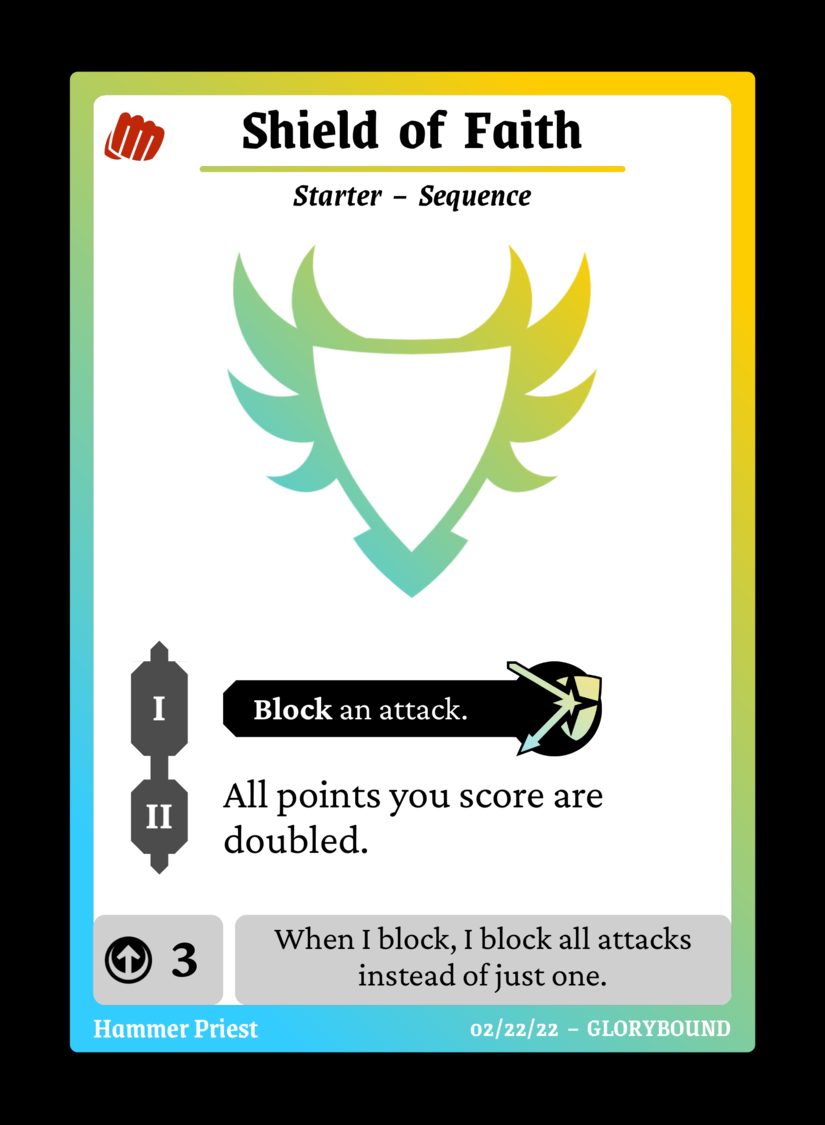 Shield of Faith
Starter – Sequence
I
Block an attack.
II
All points you score are
doubled.
3
When I block, I block all attacks
instead of just one.
Hammer Priest
02/22/22 – GLORYBOUND